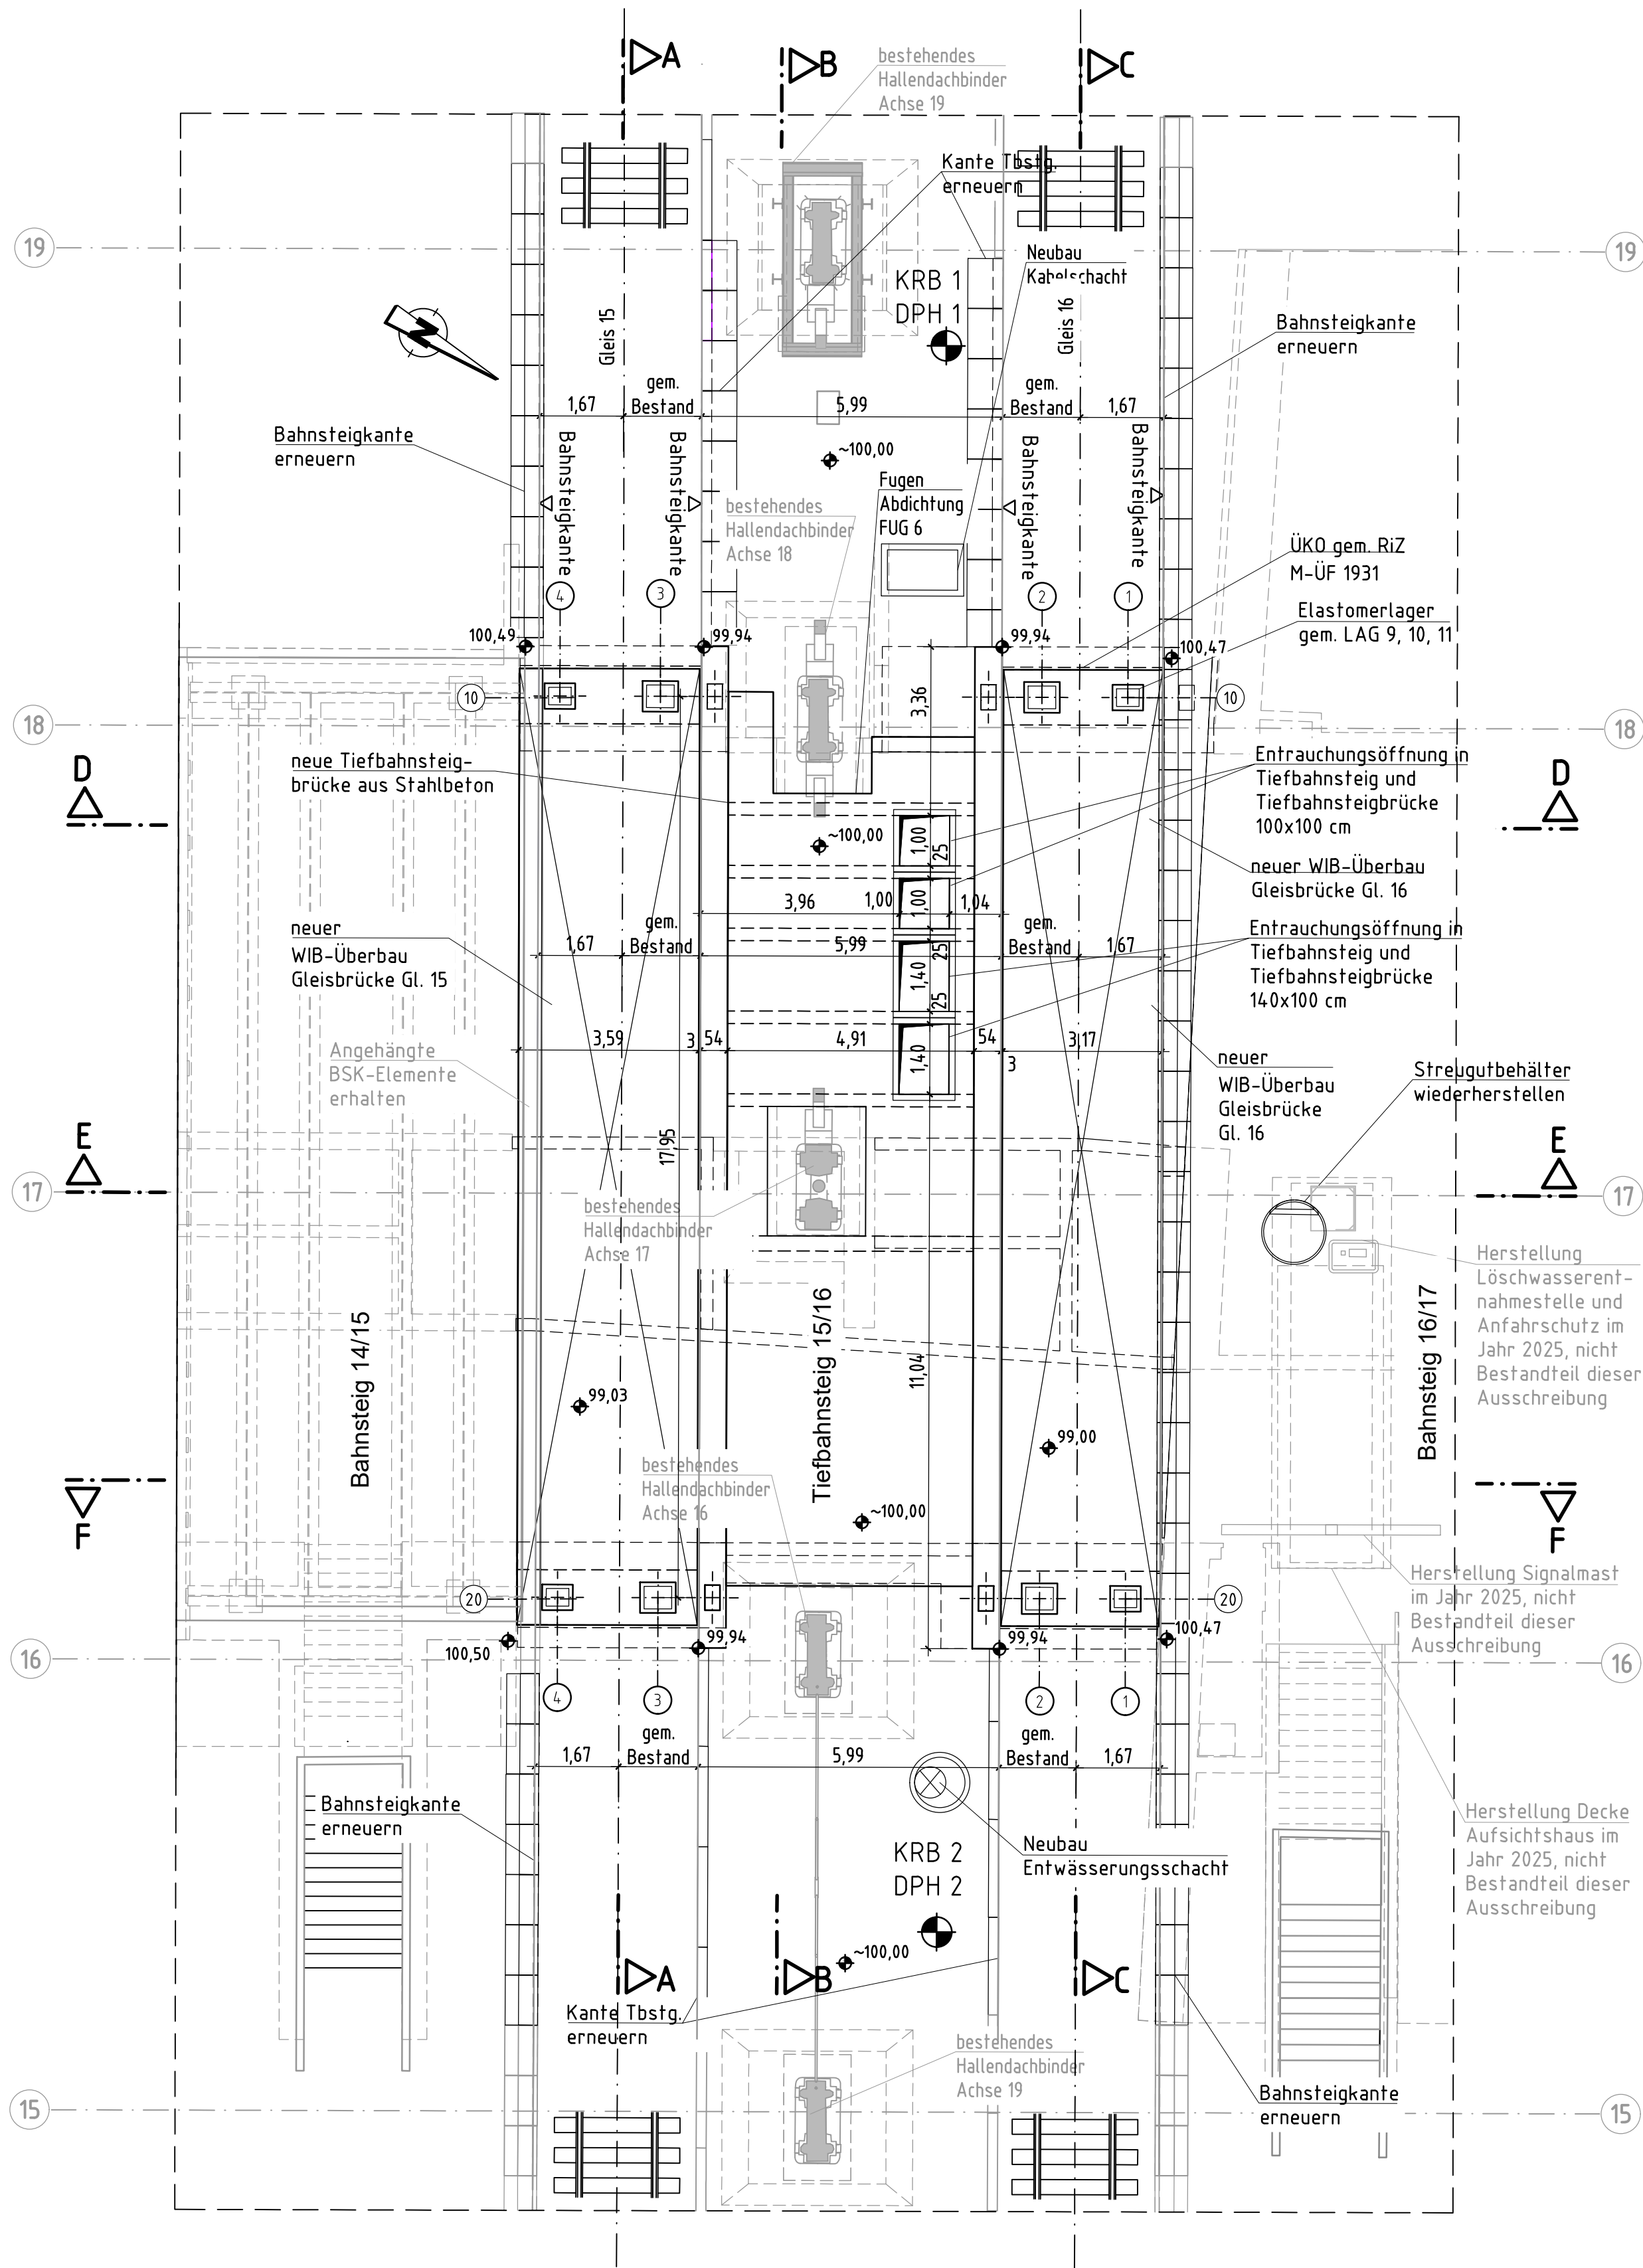 A
B
C
bestehendes
Hallendachbinder
Achse 19
Kante Tbstg.
erneuern
19
19
Neubau
Kabelschacht
KRB 1
DPH 1
Gleis 15
Gleis 16
N
Bahnsteigkante
erneuern
gem.
Bestand
gem.
Bestand
1,67
5,99
1,67
Bahnsteigkante
erneuern
Bahnsteigkante
Bahnsteigkante
Bahnsteigkante
Bahnsteigkante
~100,00
Fugen
Abdichtung
FUG 6
bestehendes
Hallendachbinder
Achse 18
ÜKO gem. RiZ
M-ÜF 1931
Elastomerlager
gem. LAG 9, 10, 11
4
3
2
1
100,49
99,94
99,94
100,47
10
10
3,36
18
18
D
D
neue Tiefbahnsteig-
brücke aus Stahlbeton
Entrauchungsöffnung in
Tiefbahnsteig und
Tiefbahnsteigbrücke
100x100 cm
~100,00
1,00
25
neuer WIB-Überbau
Gleisbrücke Gl. 16
3,96
1,00
1,00
1,04
neuer
WIB-Überbau
Gleisbrücke Gl. 15
gem.
Bestand
gem.
Bestand
1,67
5,99
1,67
25
1,40
25
Entrauchungsöffnung in
Tiefbahnsteig und
Tiefbahnsteigbrücke
140x100 cm
Angehängte
BSK-Elemente
erhalten
3,59
3
54
4,91
54
3
3,17
1,40
neuer
WIB-Überbau
Gleisbrücke
Gl. 16
Streugutbehälter
wiederherstellen
E
E
17,95
17
17
bestehendes
Hallendachbinder
Achse 17
Herstellung
Löschwasserent-
nahmestelle und
Anfahrschutz im
Jahr 2025, nicht
Bestandteil dieser
Ausschreibung
Bahnsteig 14/15
Tiefbahnsteig 15/16
Bahnsteig 16/17
11,04
99,03
99,00
bestehendes
Hallendachbinder
Achse 16
F
F
~100,00
Herstellung Signalmast
im Jahr 2025, nicht
Bestandteil dieser
Ausschreibung
20
20
100,50
99,94
99,94
100,47
16
16
4
3
2
1
gem.
Bestand
gem.
Bestand
1,67
5,99
1,67
Bahnsteigkante
erneuern
Neubau
Entwässerungsschacht
KRB 2
DPH 2
Herstellung Decke
Aufsichtshaus im
Jahr 2025, nicht
Bestandteil dieser
Ausschreibung
~100,00
A
B
C
Kante Tbstg.
erneuern
bestehendes
Hallendachbinder
Achse 19
Bahnsteigkante
erneuern
15
15